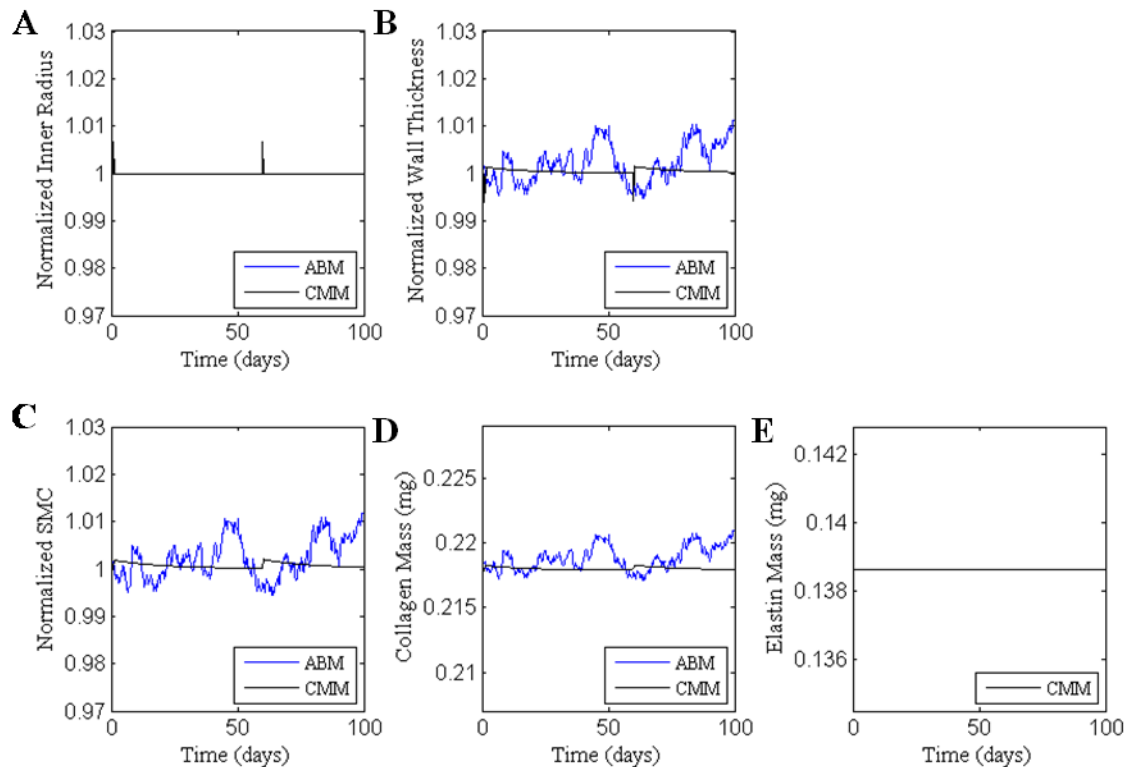 A
Normalized Inner Radius
1.03
1.02
1.01
1
0.99
0.98
0.97
0
50
100
Time (days)
ABM
CMM
B
Normalized Wall Thickness
1.03
1.02
1.01
1
0.99
0.98
0.97
0
50
100
Time (days)
ABM
CMM
C
Normalized SMC
1.03
1.02
1.01
1
0.99
0.98
0.97
0
50
100
Time (days)
ABM
CMM
D
Collagen Mass (mg)
0.225
0.22
0.215
0.21
0
50
100
Time (days)
ABM
CMM
E
Elastin Mass (mg)
0.142
0.14
0.138
0.136
0
50
100
Time (days)
CMM